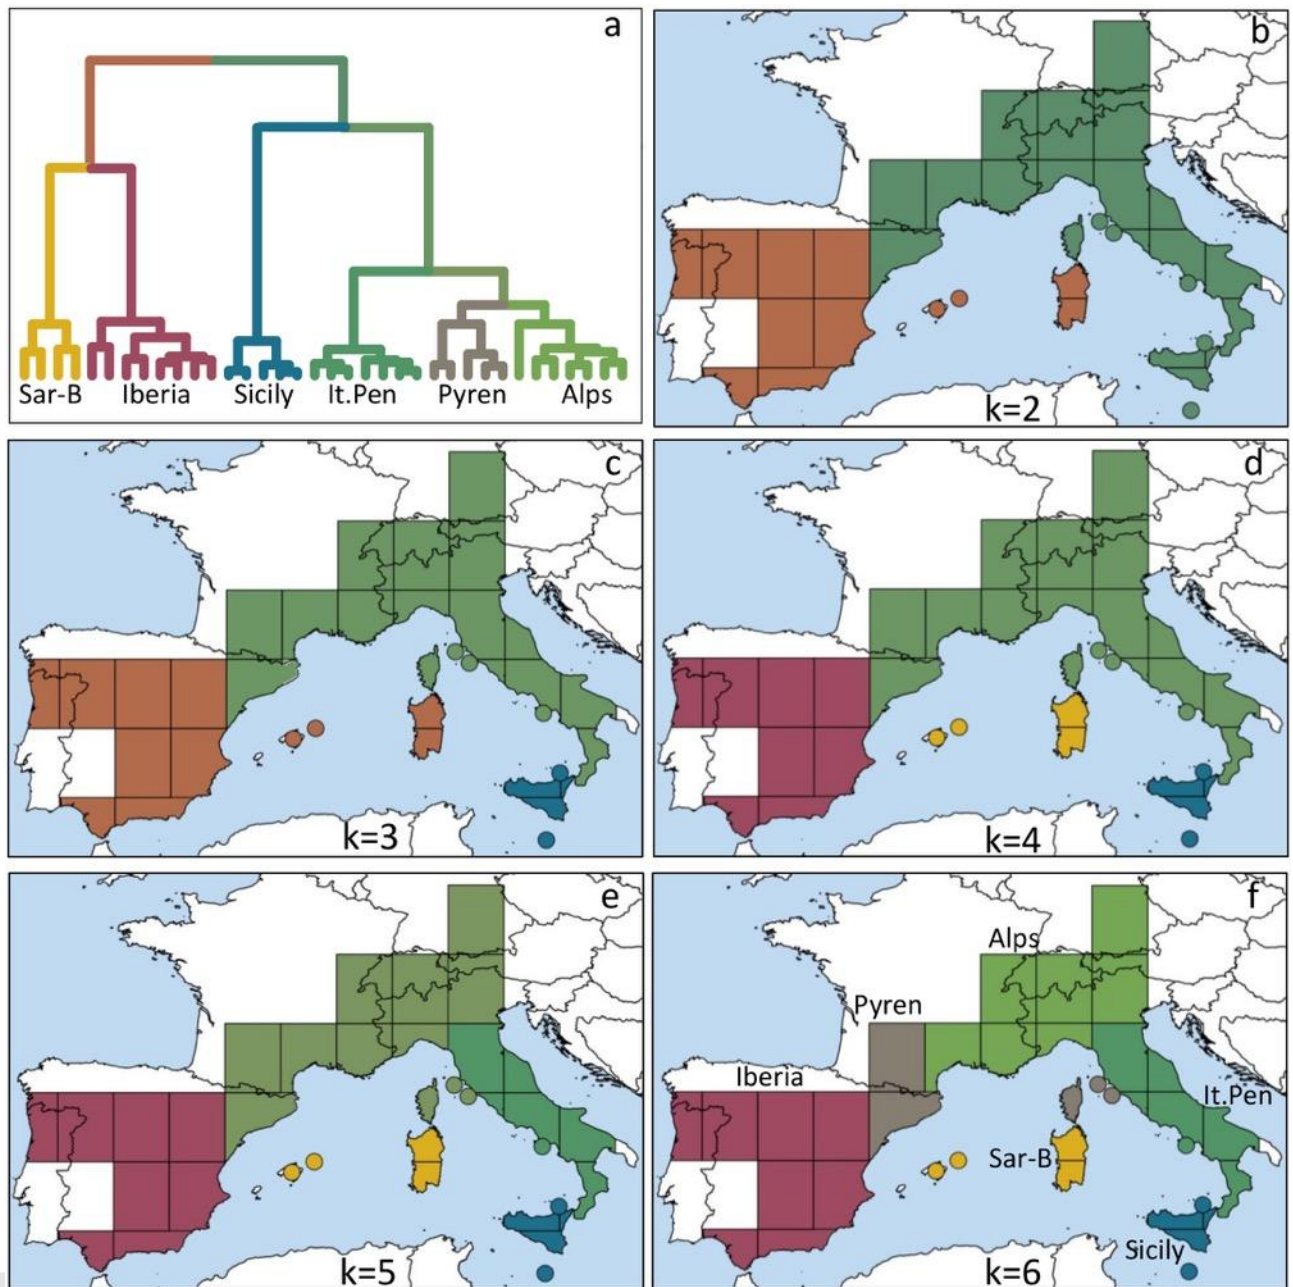 a
Sar-B Iberia Sicily It.Pen Pyren Alps
b
k=2
c
k=3
d
k=4
e
k=5
f
Alps
Pyren
Iberia
It.Pen
Sar-B
Sicily
k=6